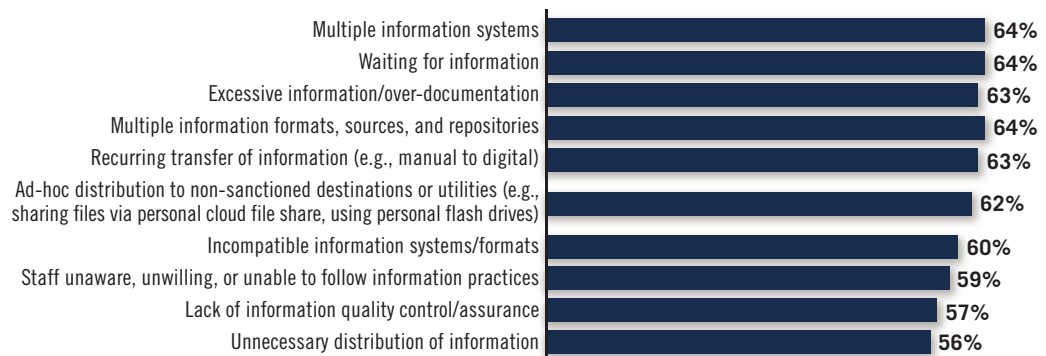 Multiple information systems 64%
Waiting for information 64%
Excessive information/over-documentation 63%
Multiple information formats, sources, and repositories 64%
Recurring transfer of information (e.g., manual to digital) 63%
Ad-hoc distribution to non-sanctioned destinations or utilities (e.g.,
sharing files via personal cloud file share, using personal flash drives) 62%
Incompatible information systems/formats 60%
Staff unaware, unwilling, or unable to follow information practices 59%
Lack of information quality control/assurance 57%
Unnecessary distribution of information 56%